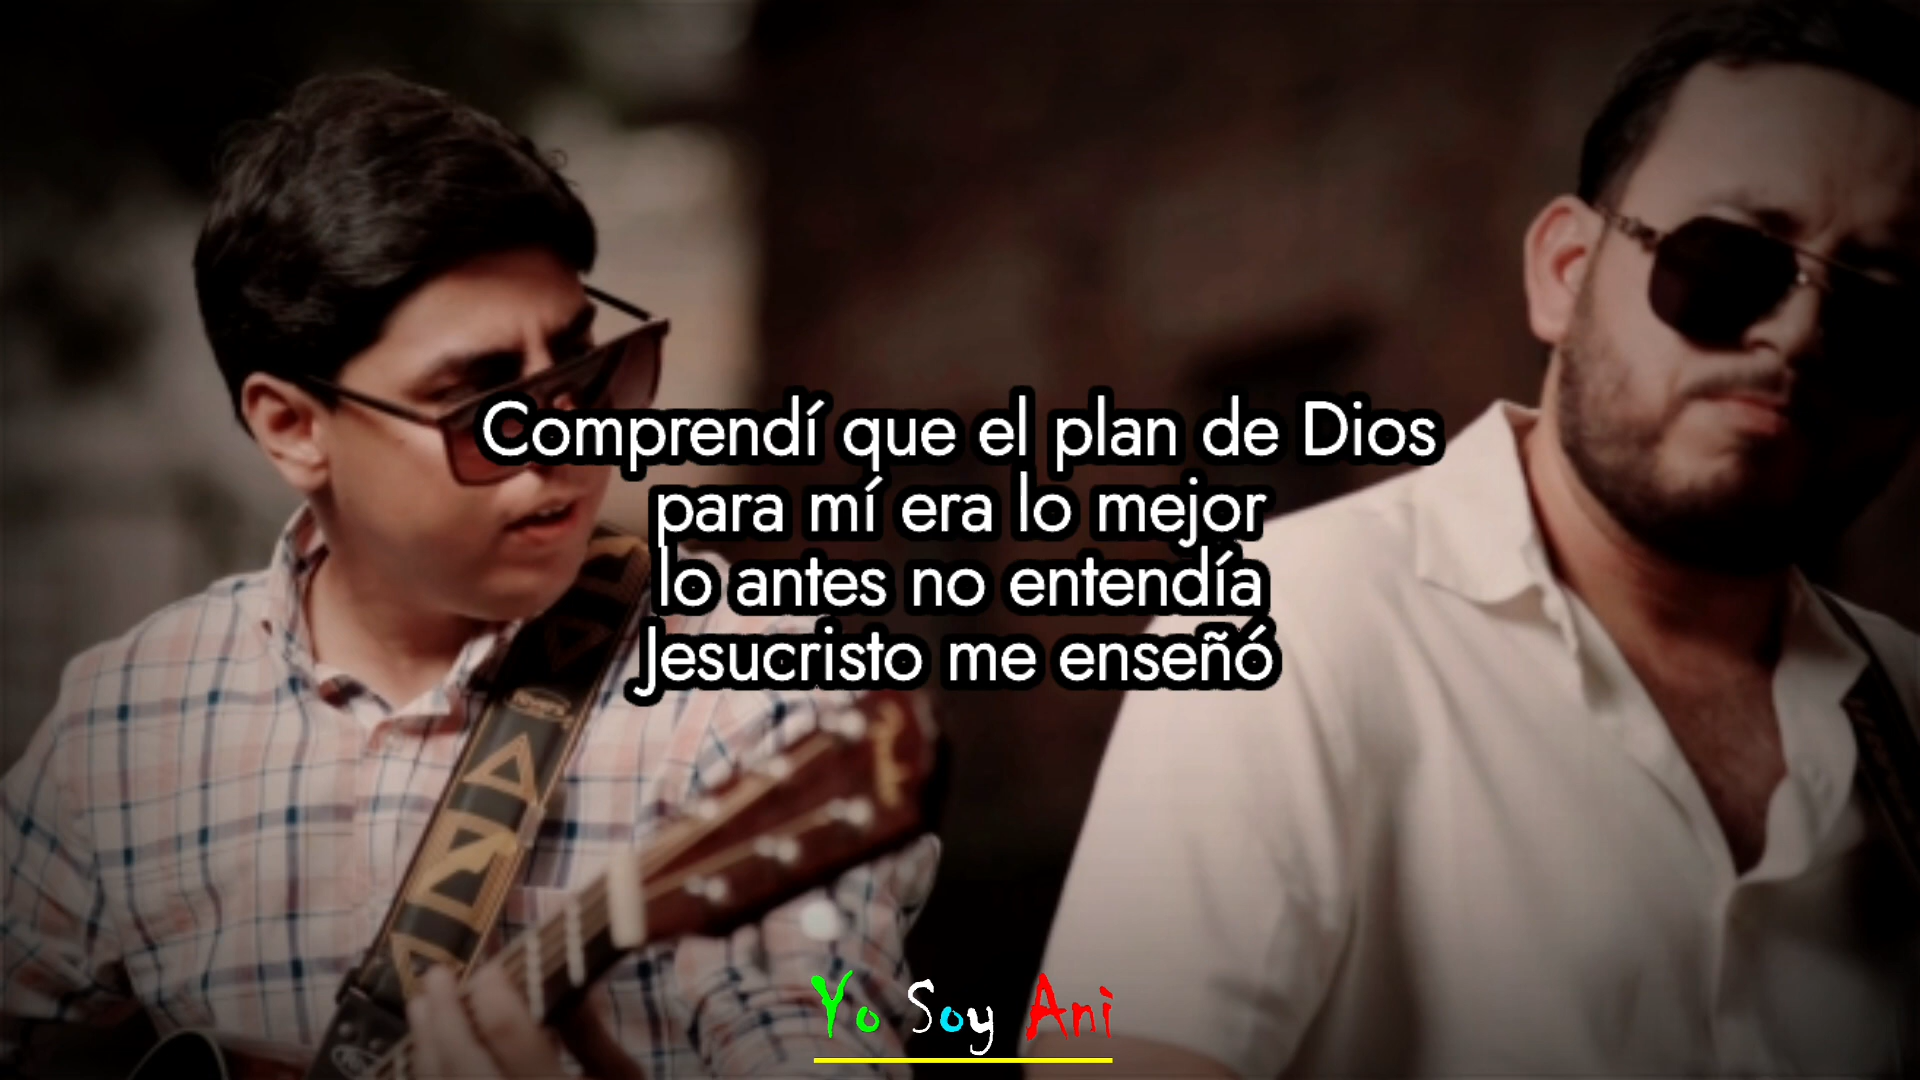 Comprendí que el plan de Dios
para mí era lo mejor
lo antes no entendía
Jesucristo me enseñó
Yo Soy Ani